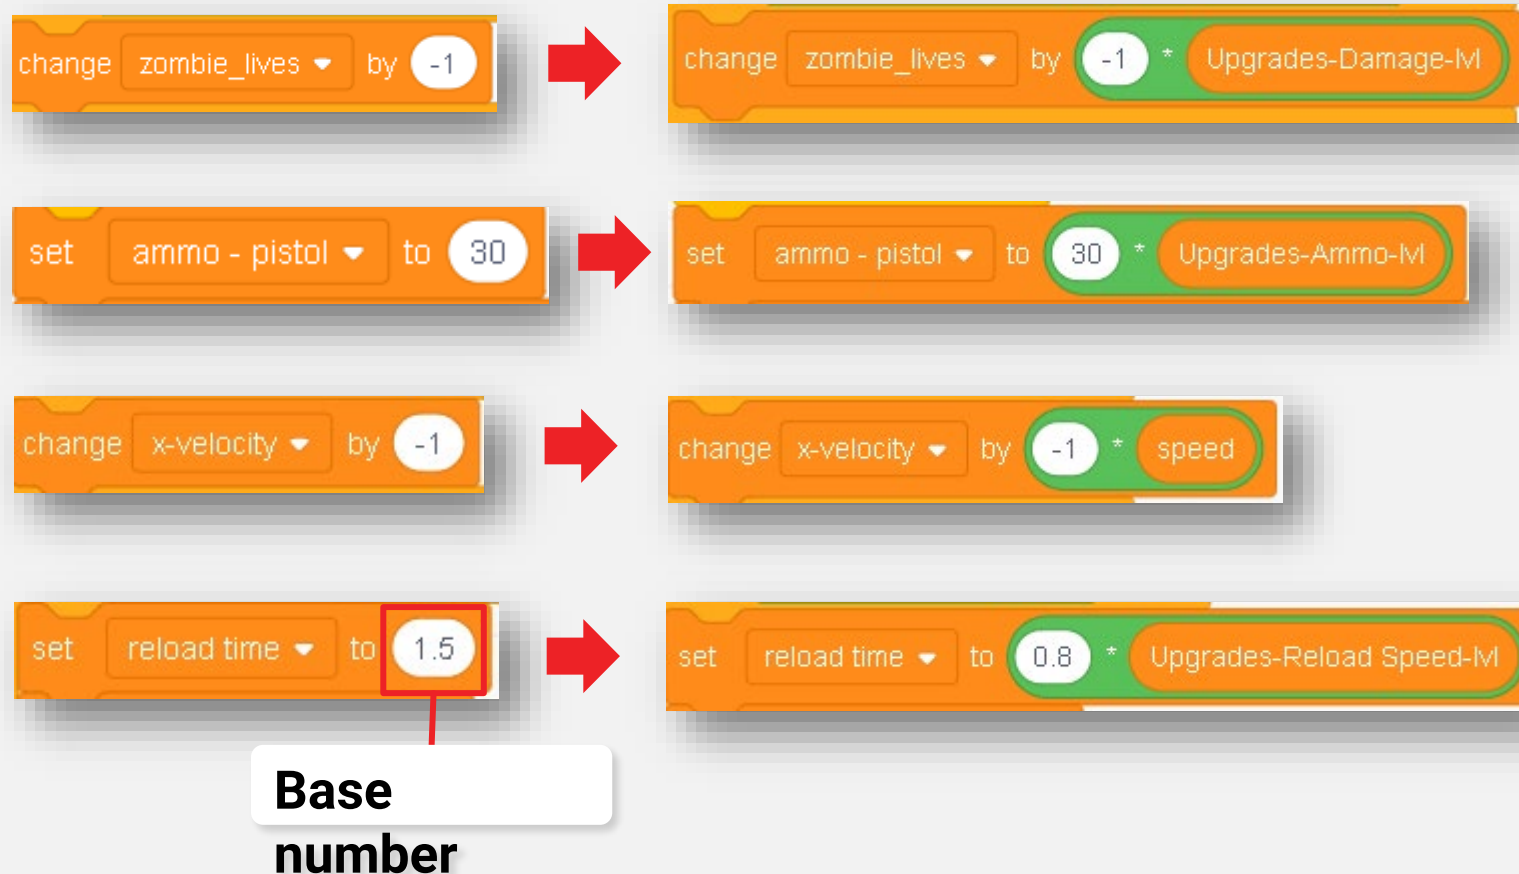 change zombie_lives by -1
change zombie_lives by -1 * Upgrades-Damage-lvl
set ammo - pistol to 30
set ammo - pistol to 30 * Upgrades-Ammo-lvl
change x-velocity by -1
change x-velocity by -1 * speed
set reload time to 1.5
set reload time to 0.8 * Upgrades-Reload Speed-lvl
Base
number